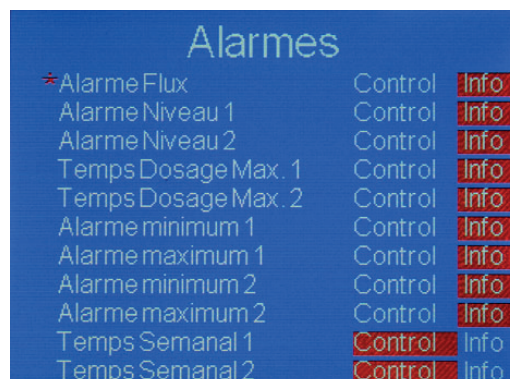 Alarmes
*Alarme Flux Control Info
Alarme Niveau 1 Control Info
Alarme Niveau 2 Control Info
Temps Dosage Max. 1 Control Info
Temps Dosage Max. 2 Control Info
Alarme minimum 1 Control Info
Alarme maximum 1 Control Info
Alarme minimum 2 Control Info
Alarme maximum 2 Control Info
Temps Semanal 1 Control Info
Temps Semanal 2 Control Info